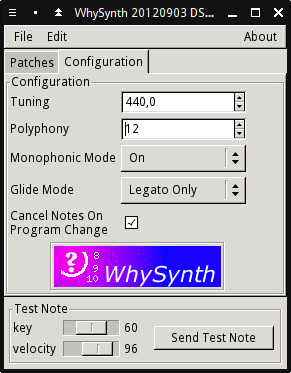 WhySynth 20120903 DS...
File Edit About
Patches Configuration
Configuration
Tuning 440,0
Polyphony 12
Monophonic Mode On
Glide Mode Legato Only
Cancel Notes On
Program Change
?) 8
9
10
WhySynth
Test Note
key 60
velocity 96
Send Test Note